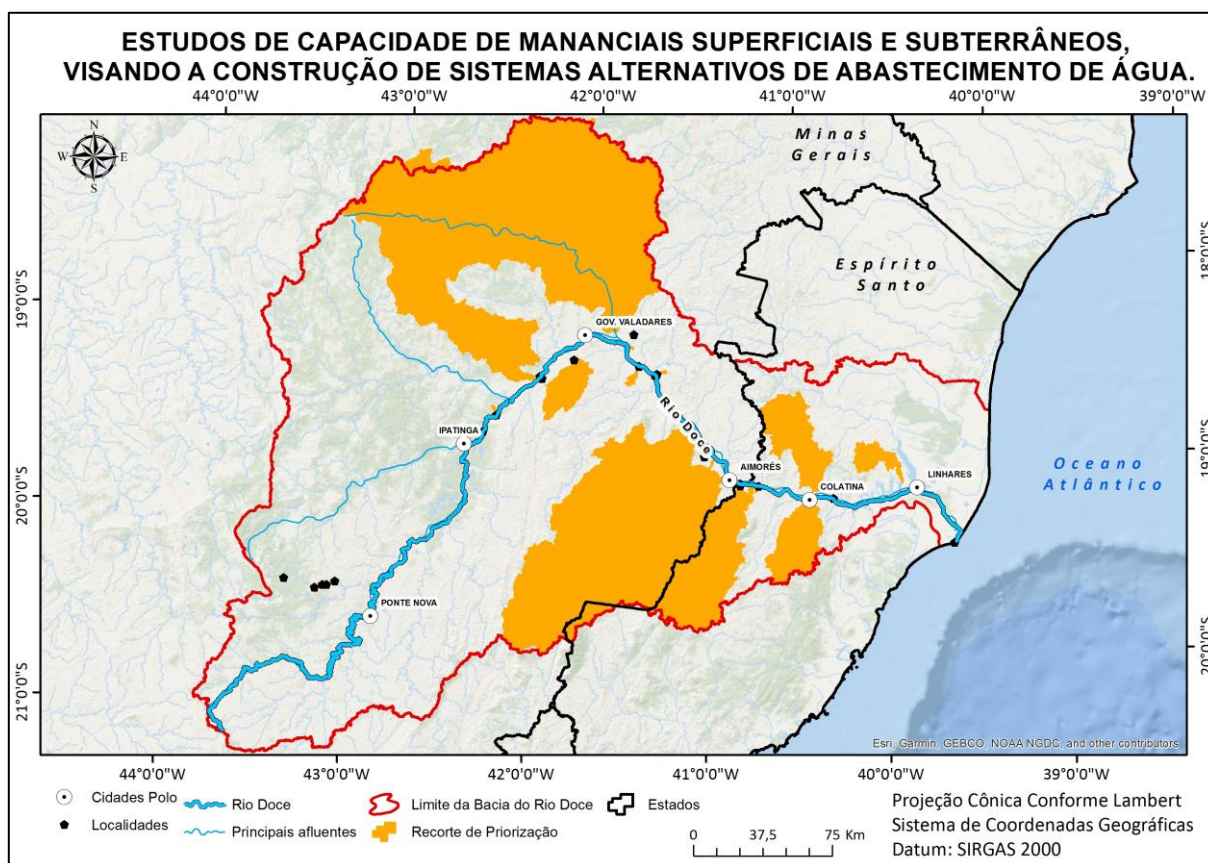 ESTUDOS DE CAPACIDADE DE MANANCIAIS SUPERFICIAIS E SUBTERRÂNEOS,
VISANDO A CONSTRUÇÃO DE SISTEMAS ALTERNATIVOS DE ABASTECIMENTO DE ÁGUA.
44°0'0"W 43°0'0"W 42°0'0"W 41°0'0"W 40°0'0"W 39°0'0"W
N
W E
S
Minas
Gerais
18°0'0"S
Espírito
Santo
19°0'0"S
GOV. VALADARES
Rio Doce
IPATINGA
19°0'0"S
AIMORÉS
Oceano
Atlântico
LINHARES
COLATINA
20°0'0"S
PONTE NOVA
20°0'0"S
21°0'0"S
Esri, Garmin, GEBCO, NOAA NGDC, and other contributors
44°0'0"W 43°0'0"W 42°0'0"W 41°0'0"W 40°0'0"W 39°0'0"W
Cidades Polo
Rio Doce
Limite da Bacia do Rio Doce
Estados
Localidades
Principais afluentes
Recorte de Priorização
0 37,5 75 Km
Projeção Cônica Conforme Lambert
Sistema de Coordenadas Geográficas
Datum: SIRGAS 2000